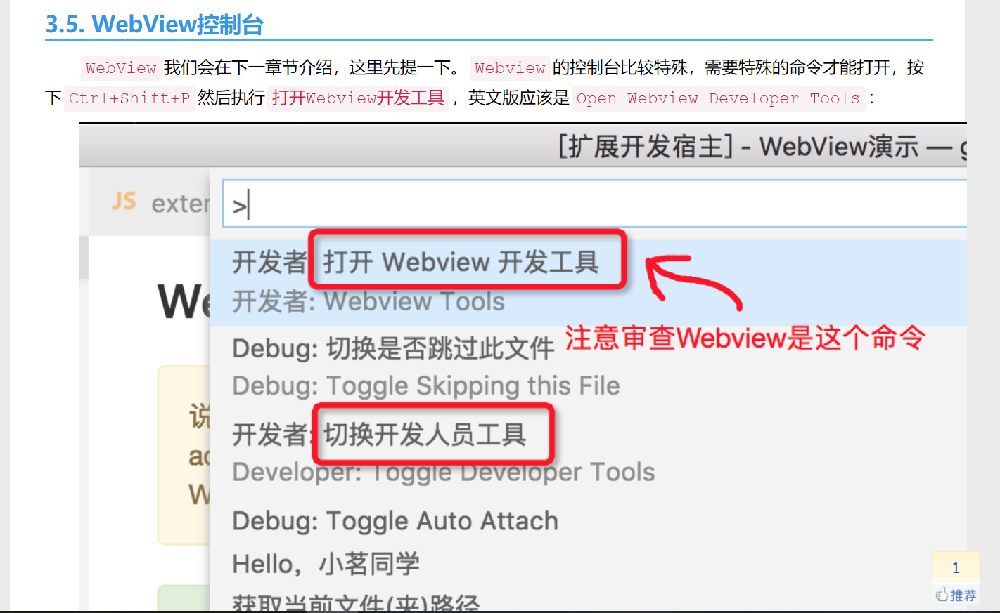 3.5. WebView控制台
WebView 我们会在下一章节介绍，这里先提一下。 Webview 的控制台比较特殊，需要特殊的命令才能打开，按
下 Ctrl+Shift+P 然后执行 打开Webview开发工具 ，英文版应该是 Open Webview Developer Tools ：
[扩展开发宿主] - WebView演示 — g
JS exter
>
开发者: 打开 Webview 开发工具
开发者: Webview Tools
We
注意审查Webview是这个命令
Debug: 切换是否跳过此文件
Debug: Toggle Skipping this File
说
开发者: 切换开发人员工具
ac
Developer: Toggle Developer Tools
W
Debug: Toggle Auto Attach
Hello，小茗同学
1
推荐
获取当前文件(夹)路径